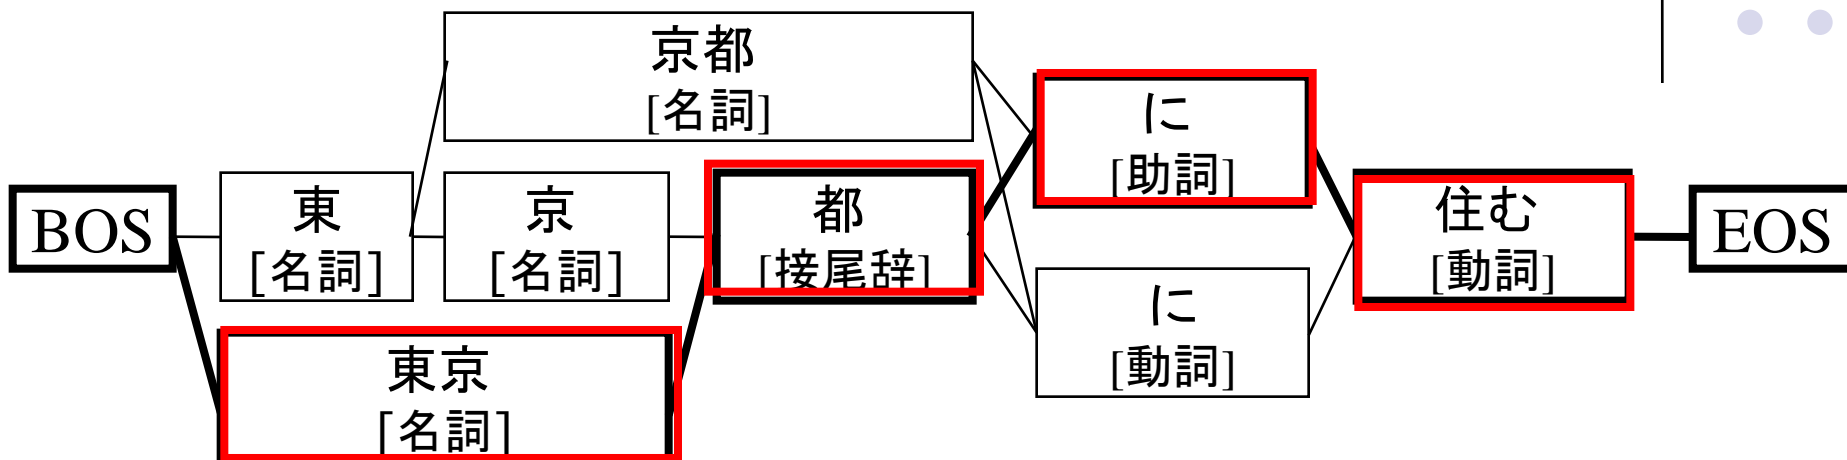 京都
[名詞]
に
[助詞]
BOS
東
[名詞]
京
[名詞]
都
[接尾辞]
住む
[動詞]
EOS
に
[動詞]
東京
[名詞]